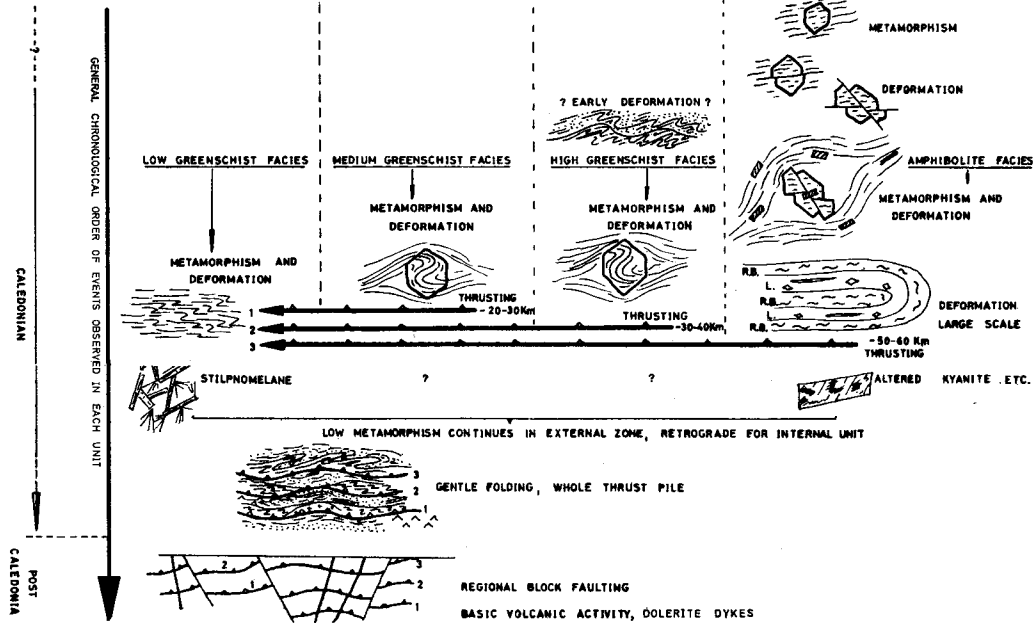 METAMORPHISM
DEFORMATION
? EARLY DEFORMATION ?
LOW GREENSCHIST FACIES
MEDIUM GREENSCHIST FACIES
HIGH GREENSCHIST FACIES
AMPHIBOLITE FACIES
METAMORPHISM AND
DEFORMATION
METAMORPHISM AND
DEFORMATION
METAMORPHISM AND
DEFORMATION
METAMORPHISM AND
DEFORMATION
R.B.
L.
R.B.
L.
R.B.
DEFORMATION
LARGE SCALE
1
THRUSTING
-20-30Km
2
THRUSTING
-30-40Km
3
-50-60 Km
THRUSTING
STILPNOMELANE
?
?
ALTERED KYANITE . ETC.
LOW METAMORPHISM CONTINUES IN EXTERNAL ZONE, RETROGRADE FOR INTERNAL UNIT
3
2
1
GENTLE FOLDING, WHOLE THRUST PILE
2
3
1
2
1
REGIONAL BLOCK FAULTING
BASIC VOLCANIC ACTIVITY, DOLERITE DYKES
GENERAL CHRONOLOGICAL ORDER OF EVENTS OBSERVED IN EACH UNIT
-?-
CALEDONIAN
POST
CALEDONIA